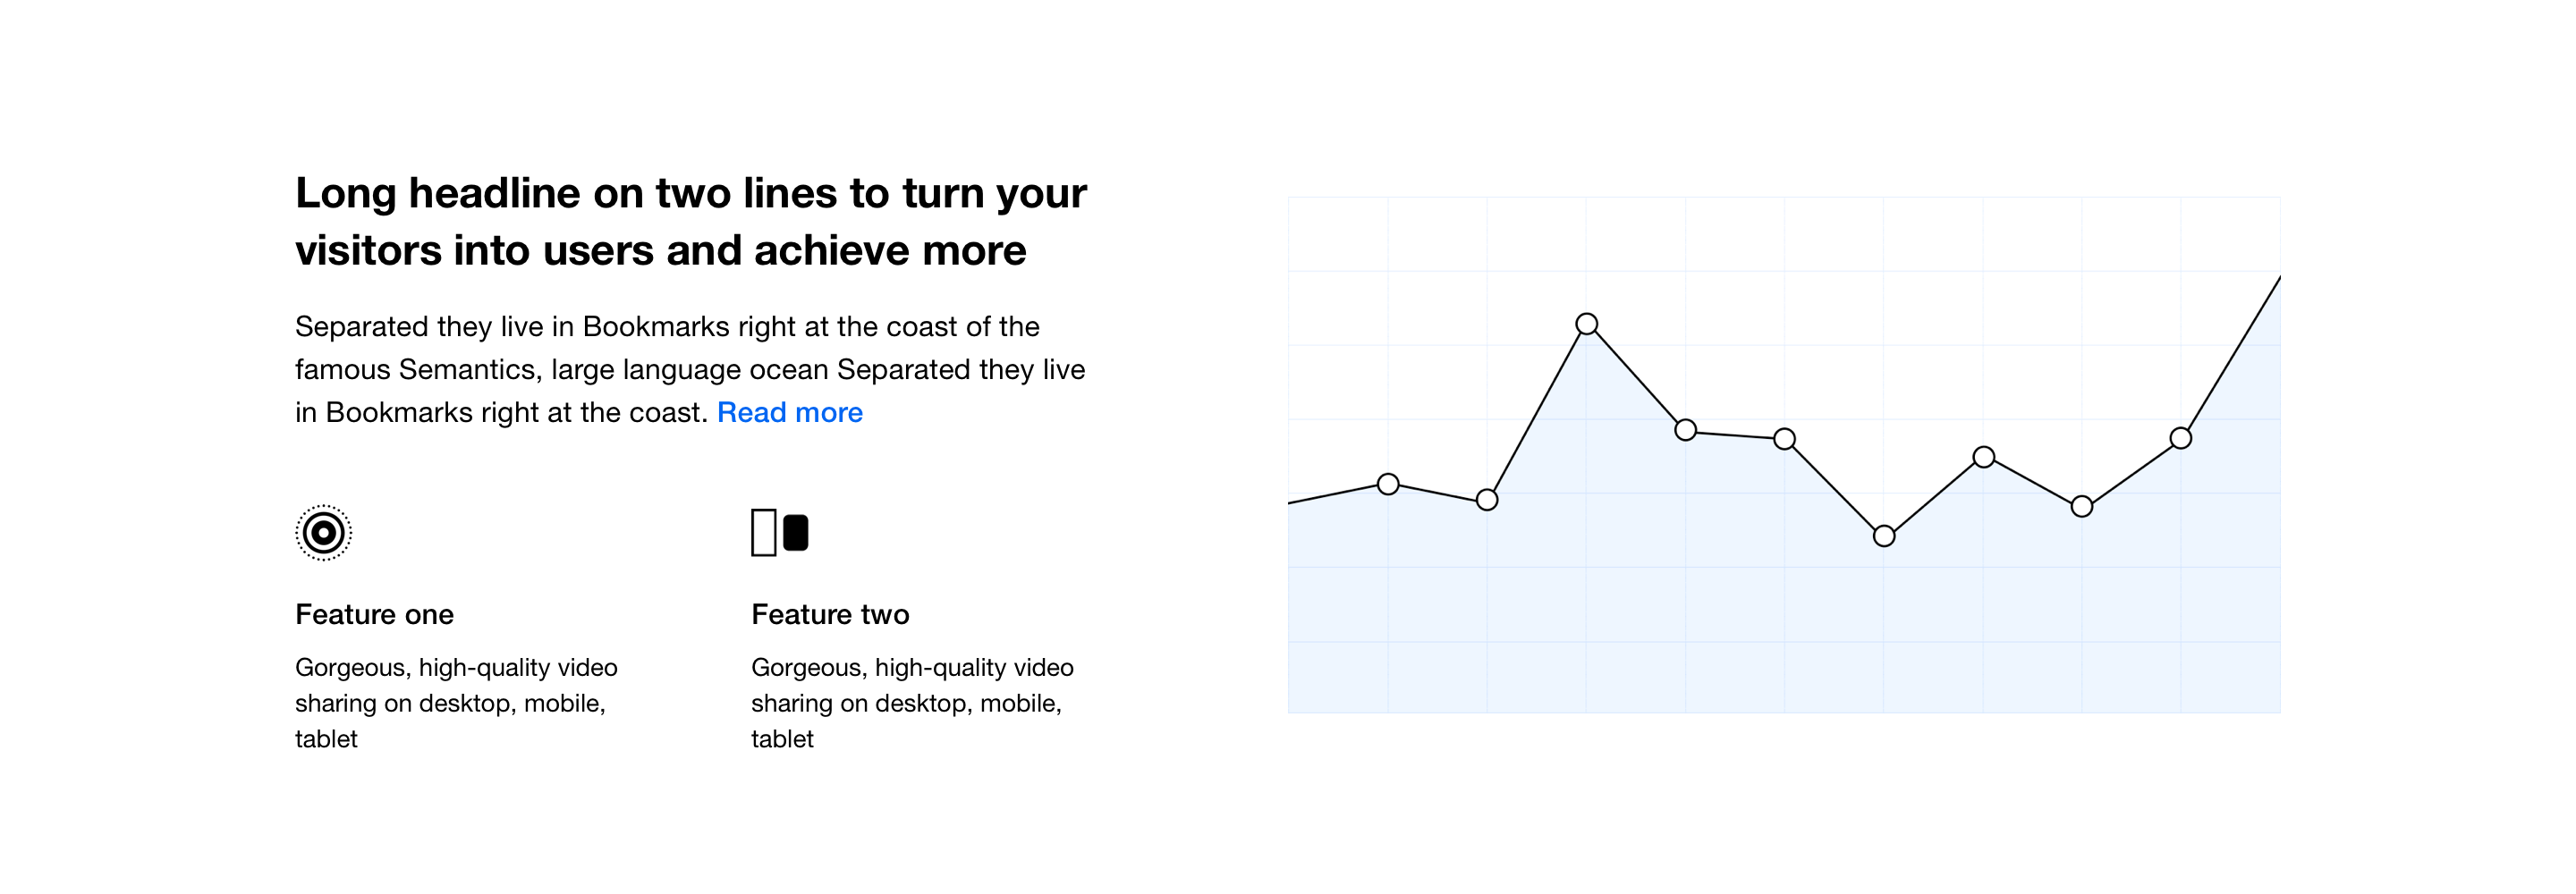 Long headline on two lines to turn your
visitors into users and achieve more
Separated they live in Bookmarks right at the coast of the
famous Semantics, large language ocean Separated they live
in Bookmarks right at the coast. Read more
Feature one
Gorgeous, high-quality video
sharing on desktop, mobile,
tablet
Feature two
Gorgeous, high-quality video
sharing on desktop, mobile,
tablet